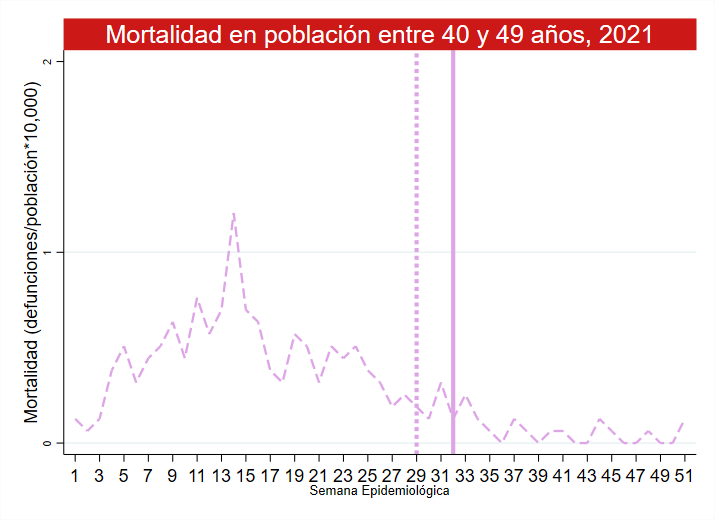 Mortalidad en población entre 40 y 49 años, 2021
Mortalidad (defunciones/población*10,000)
2
1
0
1 3 5 7 9 11 13 15 17 19 21 23 25 27 29 31 33 35 37 39 41 43 45 47 49 51
Semana Epidemiológica